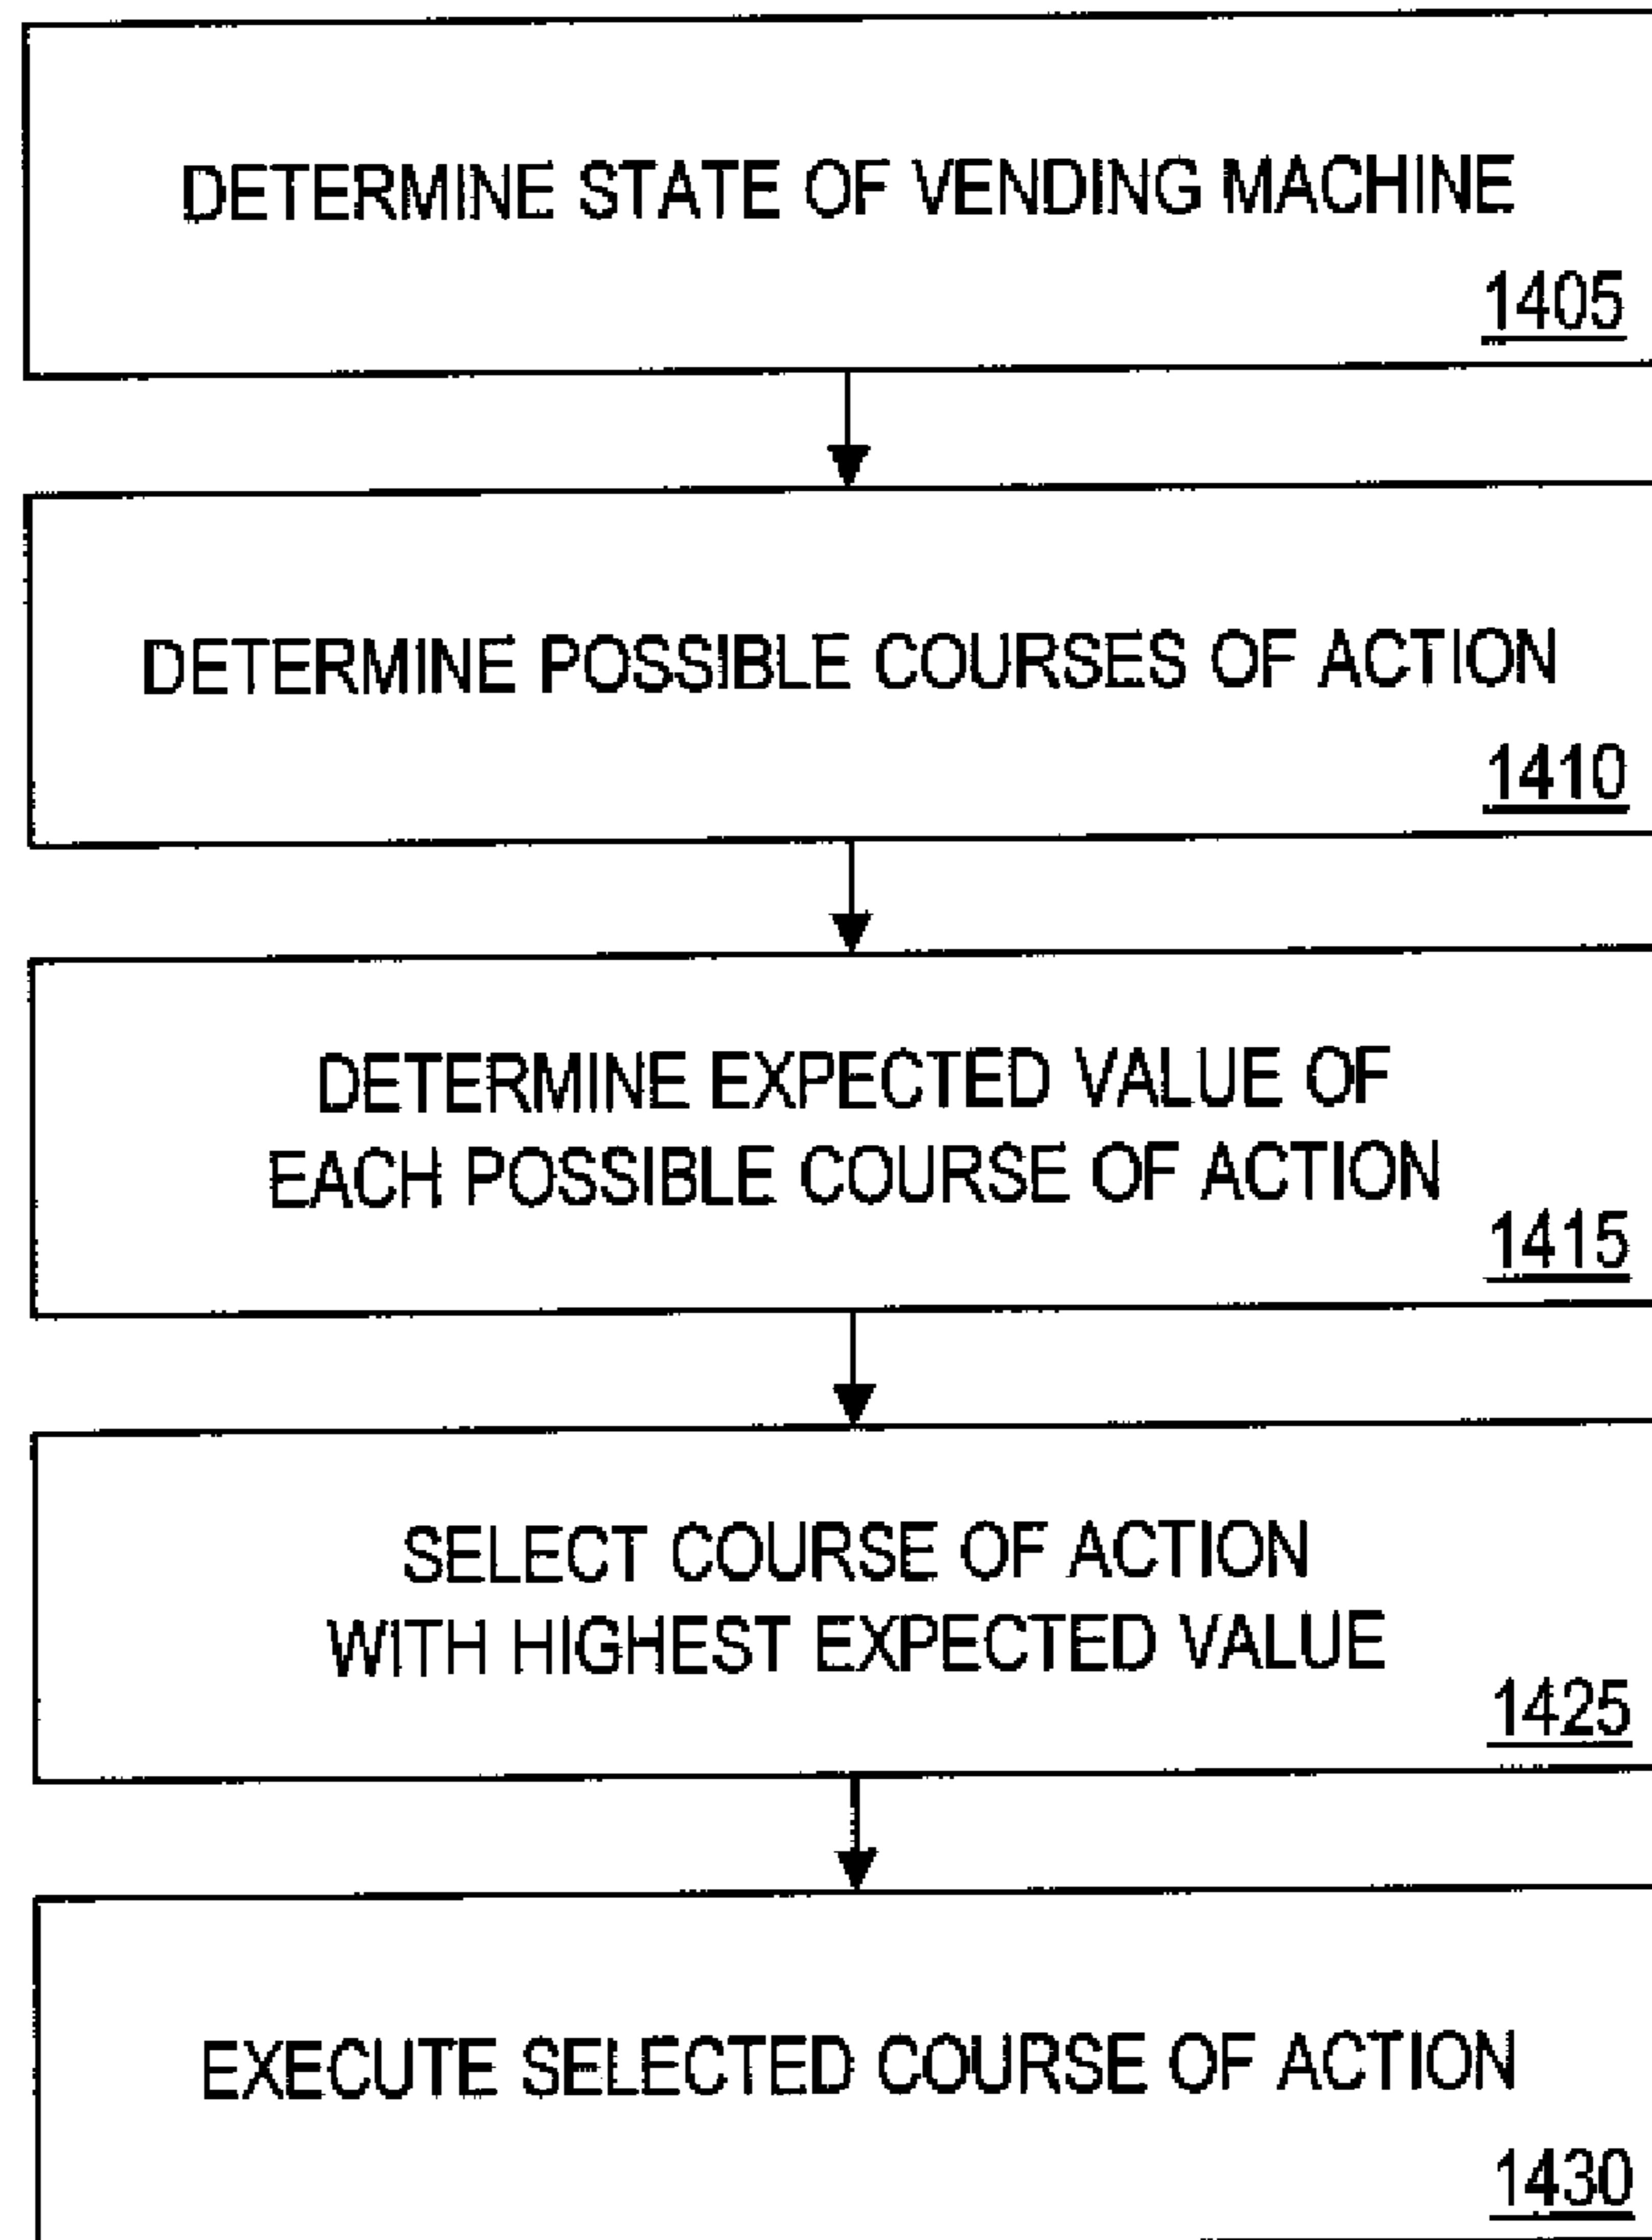 DETERMINE STATE OF VENDING MACHINE
1405
DETERMINE POSSIBLE COURSES OF ACTION
1410
DETERMINE EXPECTED VALUE OF
EACH POSSIBLE COURSE OF ACTION
1415
SELECT COURSE OF ACTION
WITH HIGHEST EXPECTED VALUE
1425
EXECUTE SELECTED COURSE OF ACTION
1430